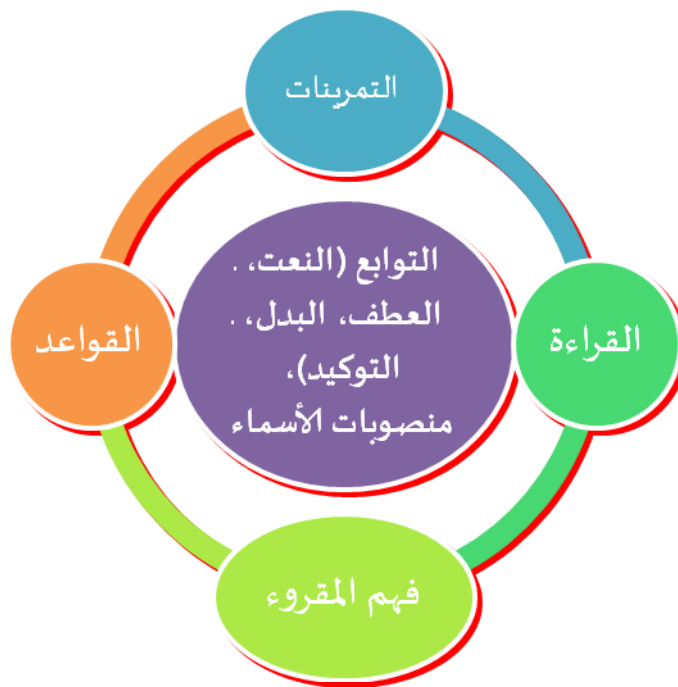 التمرينات
التوابع (النعت، .
العطف، البدل، .
التوكيد)،
منصوبات الأسماء
القراءة
القواعد
فهم المقروء